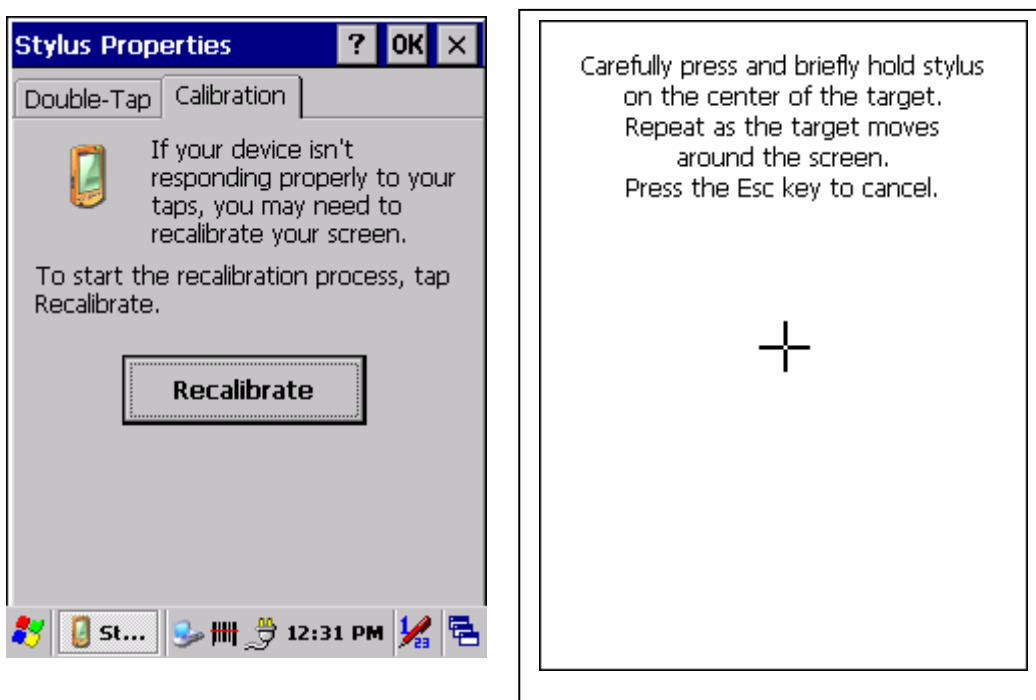 Stylus Properties ? OK ×
Double-Tap Calibration
If your device isn't
responding properly to your
taps, you may need to
recalibrate your screen.
To start the recalibration process, tap
Recalibrate.
Recalibrate
St... 12:31 PM 1 23
Carefully press and briefly hold stylus
on the center of the target.
Repeat as the target moves
around the screen.
Press the Esc key to cancel.